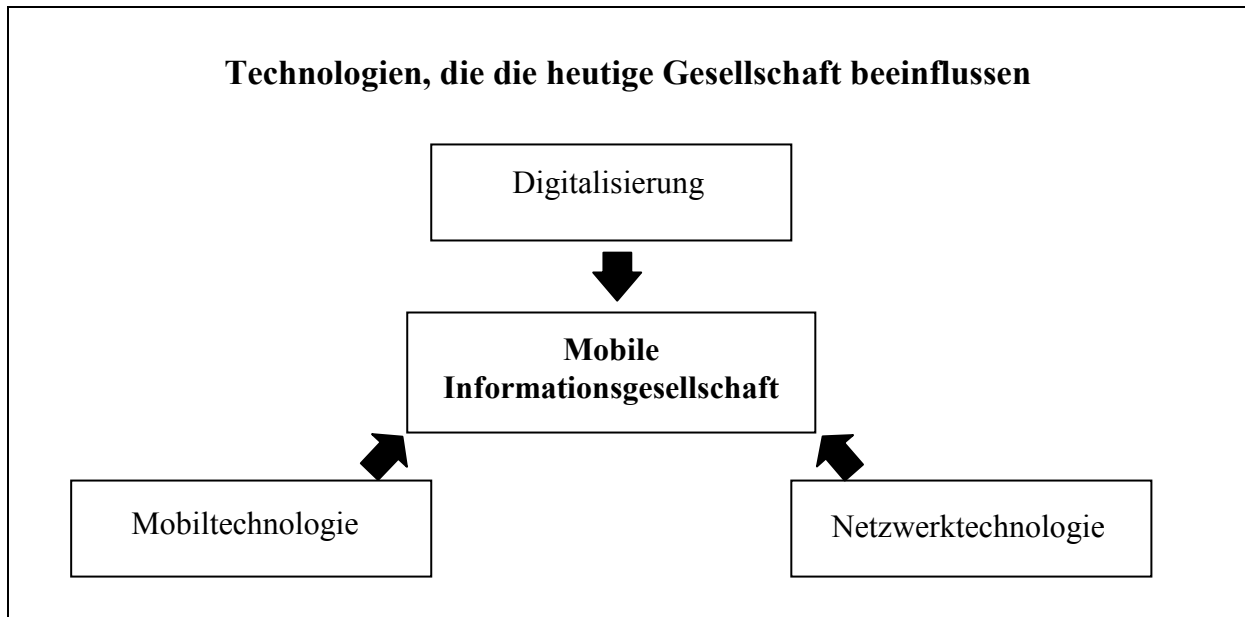 Technologien, die die heutige Gesellschaft beeinflussen
Digitalisierung
Mobile
Informationsgesellschaft
Mobiltechnologie
Netzwerktechnologie